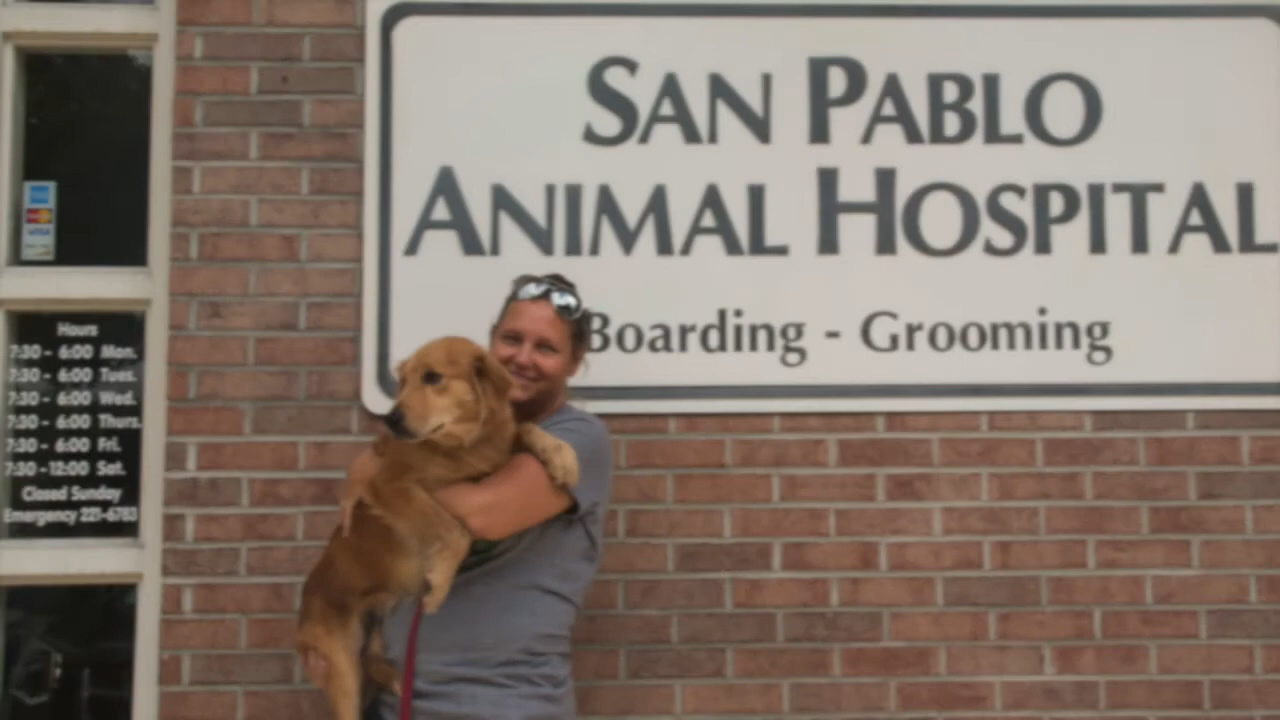 SAN PABLO
ANIMAL HOSPITAL
Boarding - Grooming
VISA
Hours
7:30 - 6:00 Mon.
7:30 - 6:00 Tues.
7:30 - 6:00 Wed.
7:30 - 6:00 Thurs.
7:30 - 6:00 Fri.
7:30 - 12:00 Sat.
Closed Sunday
Emergency 221-6783